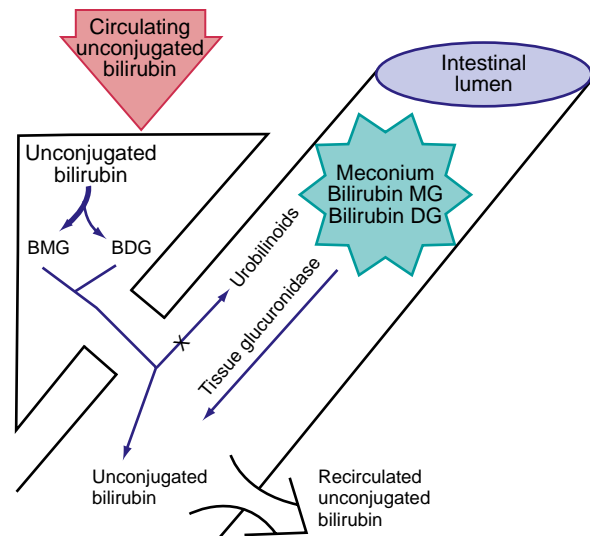 Circulating
unconjugated
bilirubin
Intestinal
lumen
Unconjugated
bilirubin
Meconium
Bilirubin MG
Bilirubin DG
BMG
BDG
Urobilinoids
X
Tissue glucuronidase
Unconjugated
bilirubin
Recirculated
unconjugated
bilirubin